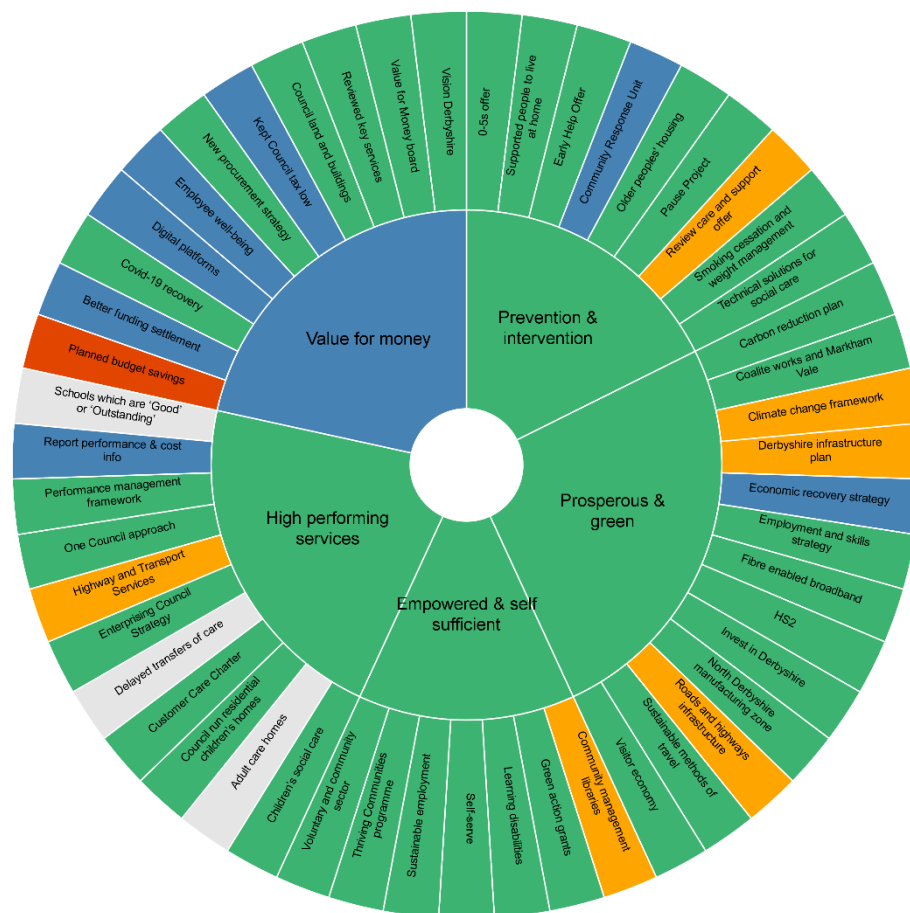 0-5s offer
Supported people to live
at home
Early Help Offer
Community Response Unit
Older peoples' housing
Pause Project
Review care and support
offer
Smoking cessation and
weight management
Technical solutions for
social care
Carbon reduction plan
Coalite works and Markham
Vale
Climate change framework
Derbyshire infrastructure
plan
Economic recovery strategy
Employment and skills
strategy
Fibre enabled broadband
HS2
Invest in Derbyshire
North Derbyshire
manufacturing zone
Roads and highways
infrastructure
Sustainable methods of
travel
Visitor economy
Community management
libraries
Green action grants
Learning disabilities
Self-serve
Sustainable employment
Thriving Communities
programme
Voluntary and community
sector
Children's social care
Adult care homes
Council run residential
children's homes
Customer Care Charter
Delayed transfers of care
Enterprising Council
Strategy
Highway and Transport
Services
One Council approach
Performance management
framework
Report performance & cost
info
Schools which are ‘Good’
or ‘Outstanding’
Planned budget savings
Better funding settlement
Covid-19 recovery
Digital platforms
Employee well-being
New procurement strategy
Kept Council tax low
Council land and buildings
Reviewed key services
Value for Money board
Vision Derbyshire
Value for money
Prevention &
intervention
Prosperous &
green
Empowered & self
sufficient
High performing
services